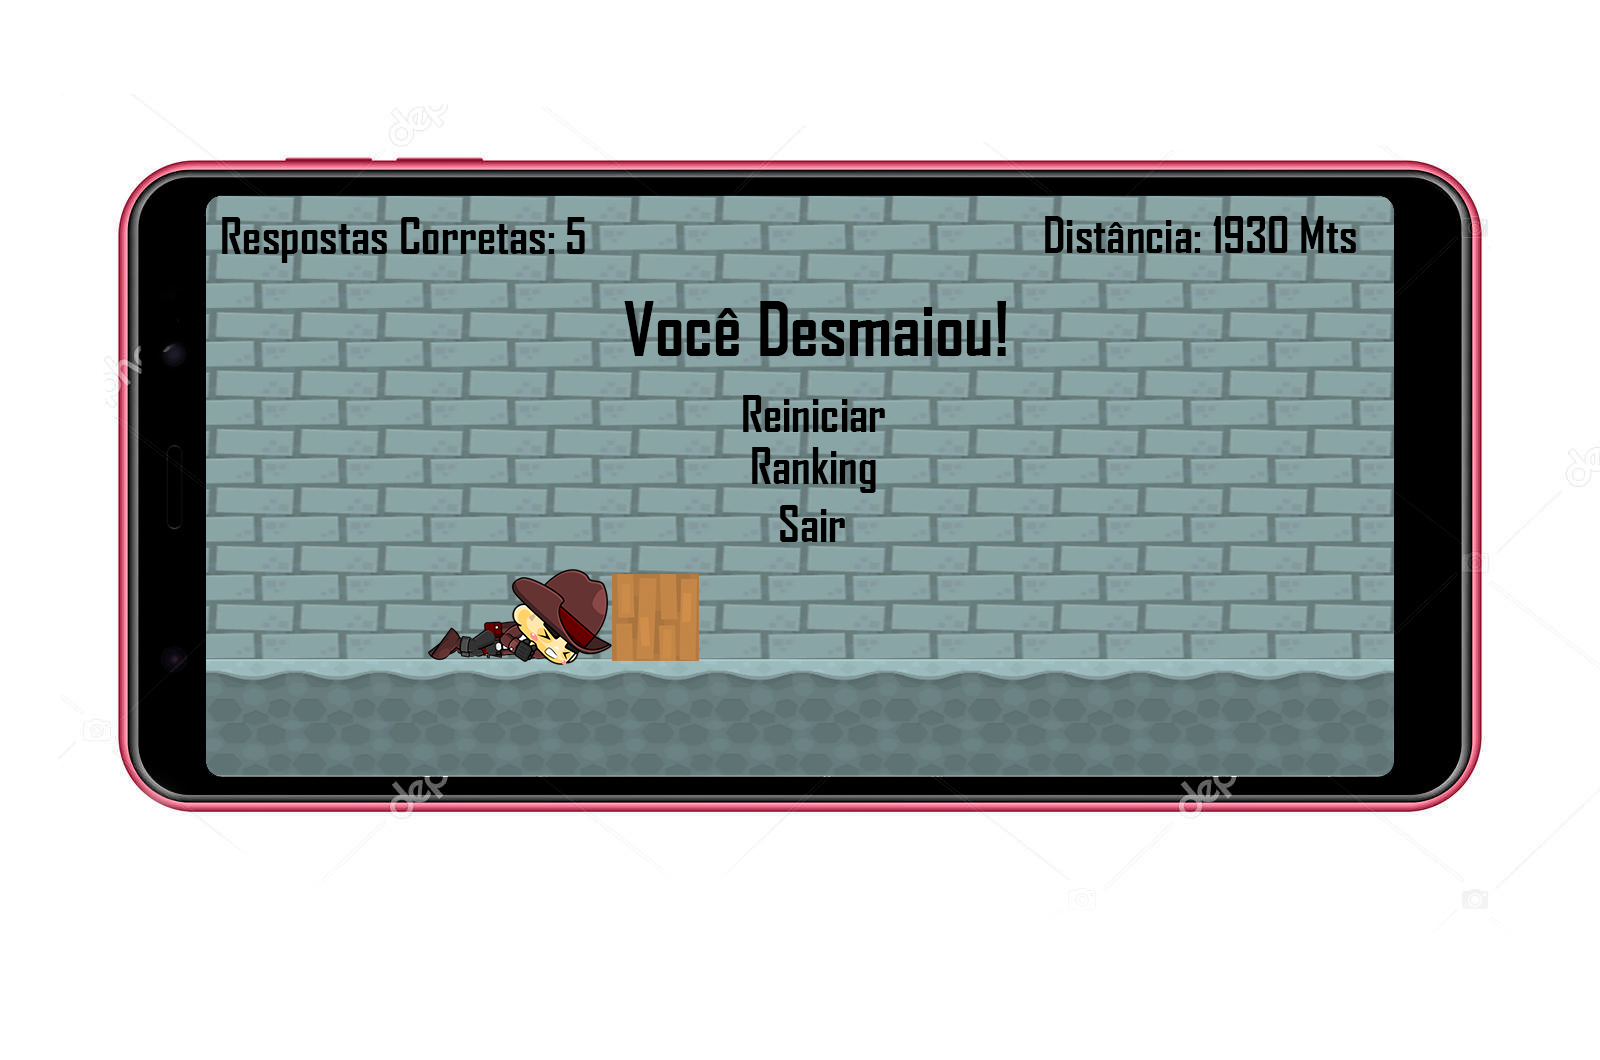 Respostas Corretas: 5
Distância: 1930 Mts
Você Desmaiou!
Reiniciar
Ranking
Sair